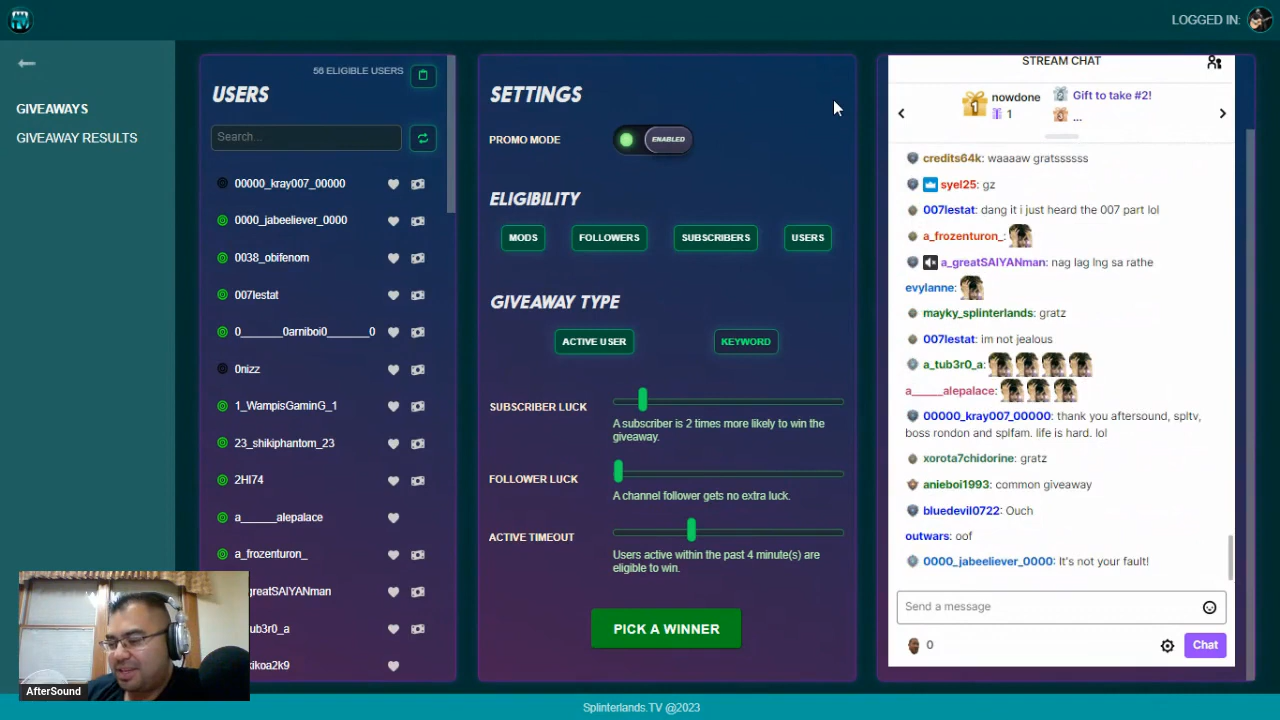 LOGGED IN:
GIVEAWAYS
GIVEAWAY RESULTS
56 ELIGIBLE USERS
USERS
Search...
00000_kray007_00000
0000_jabeeliever_0000
0038_obifenom
007lestat
0______0arniboi0______0
0nizz
1_WampisGaminG_1
23_shikiphantom_23
2HI74
a______alepalace
a_frozenturon_
greatSAIYANman
tub3r0_a
kikoa2k9
AfterSound
SETTINGS
PROMO MODE
ENABLED
ELIGIBILITY
MODS
FOLLOWERS
SUBSCRIBERS
USERS
GIVEAWAY TYPE
ACTIVE USER
KEYWORD
SUBSCRIBER LUCK
A subscriber is 2 times more likely to win the
giveaway.
FOLLOWER LUCK
A channel follower gets no extra luck.
ACTIVE TIMEOUT
Users active within the past 4 minute(s) are
eligible to win.
PICK A WINNER
STREAM CHAT
1 nowdone
1
2 Gift to take #2!
3 ...
credits64k: waaaaw gratssssss
syel25: gz
007lestat: dang it i just heard the 007 part lol
a_frozenturon_:
a_greatSAIYANman: nag lag lng sa rathe
evylanne:
mayky_splinterlands: gratz
007lestat: im not jealous
a_tub3r0_a:
a______alepalace:
00000_kray007_00000: thank you aftersound, spltv,
boss rondon and splfam. life is hard. lol
xorota7chidorine: gratz
anieboi1993: common giveaway
bluedevil0722: Ouch
outwars: oof
0000_jabeeliever_0000: It's not your fault!
Send a message
0
Chat
Splinterlands.TV @2023